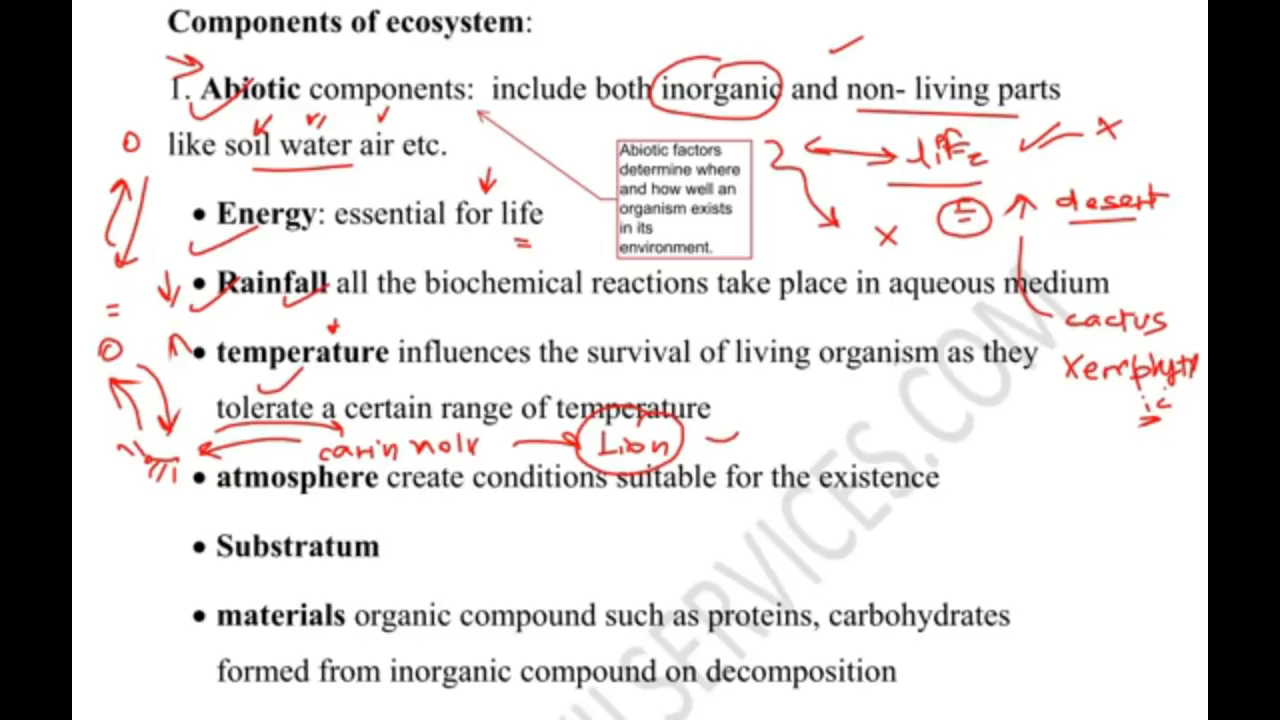 Components of ecosystem:
1. Abiotic components: include both inorganic and non- living parts
like soil water air etc.
Abiotic factors
determine where
and how well an
organism exists
in its
environment.
life
desert
• Energy: essential for life
• Rainfall all the biochemical reactions take place in aqueous medium
cactus
• temperature influences the survival of living organism as they
tolerate a certain range of temperature
Lion
• atmosphere create conditions suitable for the existence
• Substratum
• materials organic compound such as proteins, carbohydrates
formed from inorganic compound on decomposition
SERVICES.COM